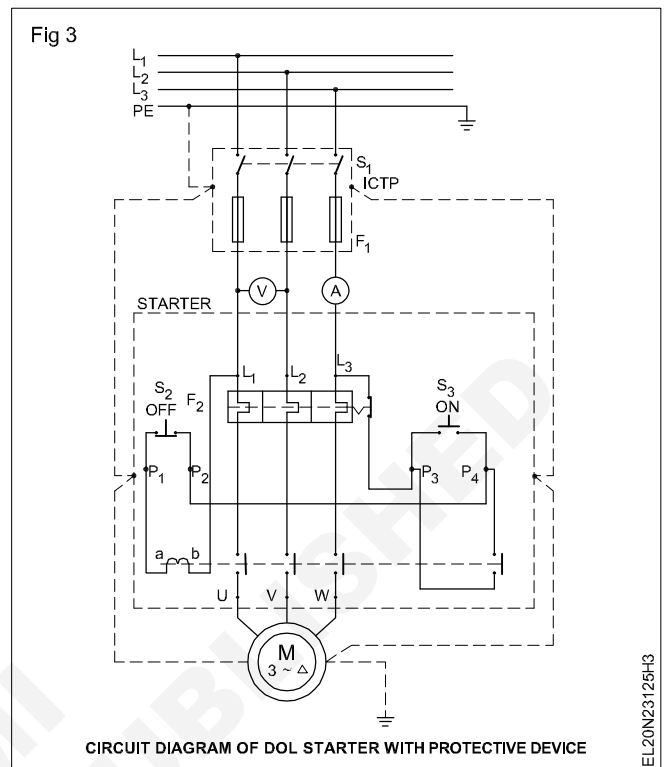 Fig 3
L1
L2
L3
PE
S1
ICTP
F1
V
A
STARTER
L1
L2
L3
S2
OFF
F2
S3
ON
P1
P2
P3
P4
a
b
U
V
W
M
3 ~ △
CIRCUIT DIAGRAM OF DOL STARTER WITH PROTECTIVE DEVICE
EL20N23125H3